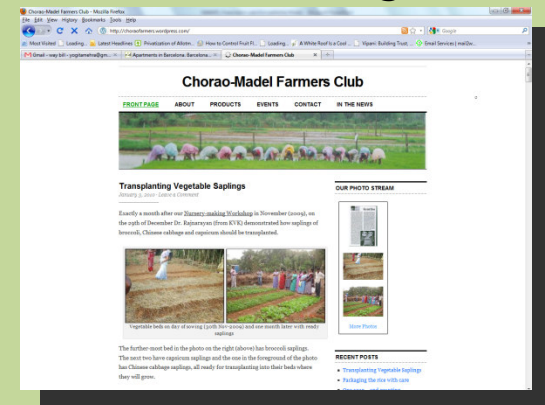 Chorao-Madel Farmers Club - Mozilla Firefox
File Edit View History Bookmarks Tools Help
http://choraofarmers.wordpress.com/
Google
Most Visited Loading... Latest Headlines Privatization of Allotm... How to Control Fruit Fl... Loading... A White Roof Is a Cool ... Vipani: Building Trust, ... Gmail Services | mail2w...
Apartments in Barcelona: Barcelona... Chorao-Madel Farmers Club
Chorao-Madel Farmers Club
FRONT PAGE ABOUT PRODUCTS EVENTS CONTACT IN THE NEWS
Transplanting Vegetable Saplings
January 3, 2010 · Leave a Comment
Exactly a month after our Nursery-making Workshop in November (2009), on
the 29th of December Dr. Rajnarayan (from KVK) demonstrated how saplings of
broccoli, Chinese cabbage and capsicum should be transplanted.
Vegetable beds on day of sowing (30th Nov 2009) and one month later with ready
saplings
The further-most bed in the photo on the right (above) has broccoli saplings.
The next two have capsicum saplings and the one in the foreground of the photo
has Chinese cabbage saplings, all ready for transplanting into their beds where
they will grow.
OUR PHOTO STREAM
More Photos
RECENT POSTS
Transplanting Vegetable Saplings
Packaging the rice with care